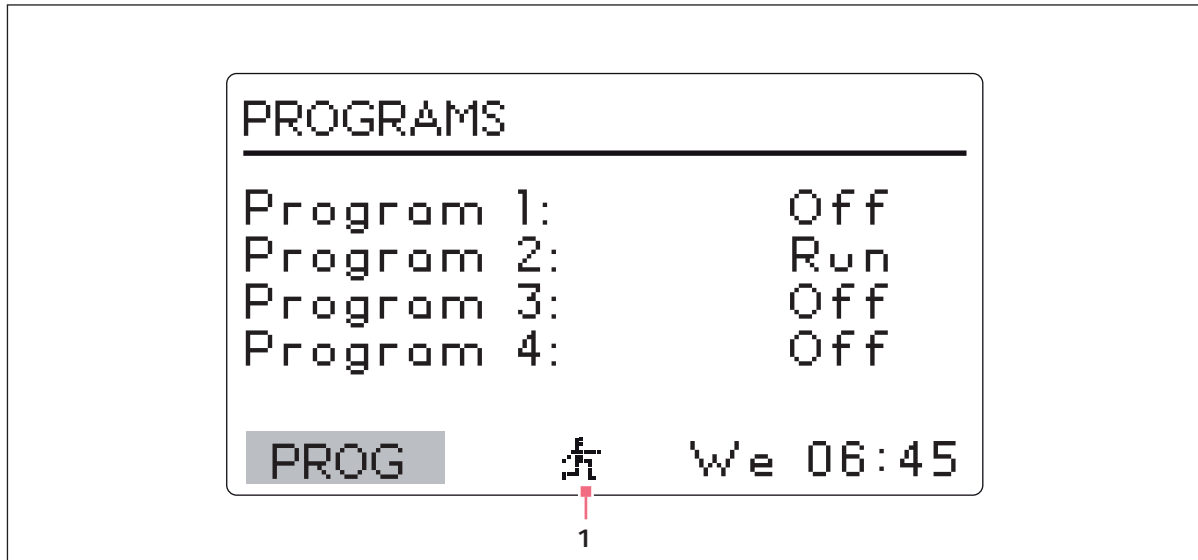 PROGRAMS
Program 1: Off
Program 2: Run
Program 3: Off
Program 4: Off
PROG We 06:45
1